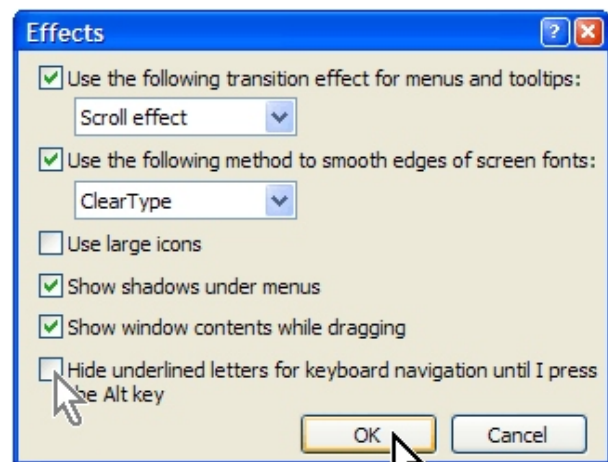 Effects
Use the following transition effect for menus and tooltips:
Scroll effect
Use the following method to smooth edges of screen fonts:
ClearType
Use large icons
Show shadows under menus
Show window contents while dragging
Hide underlined letters for keyboard navigation until I press
the Alt key
OK Cancel